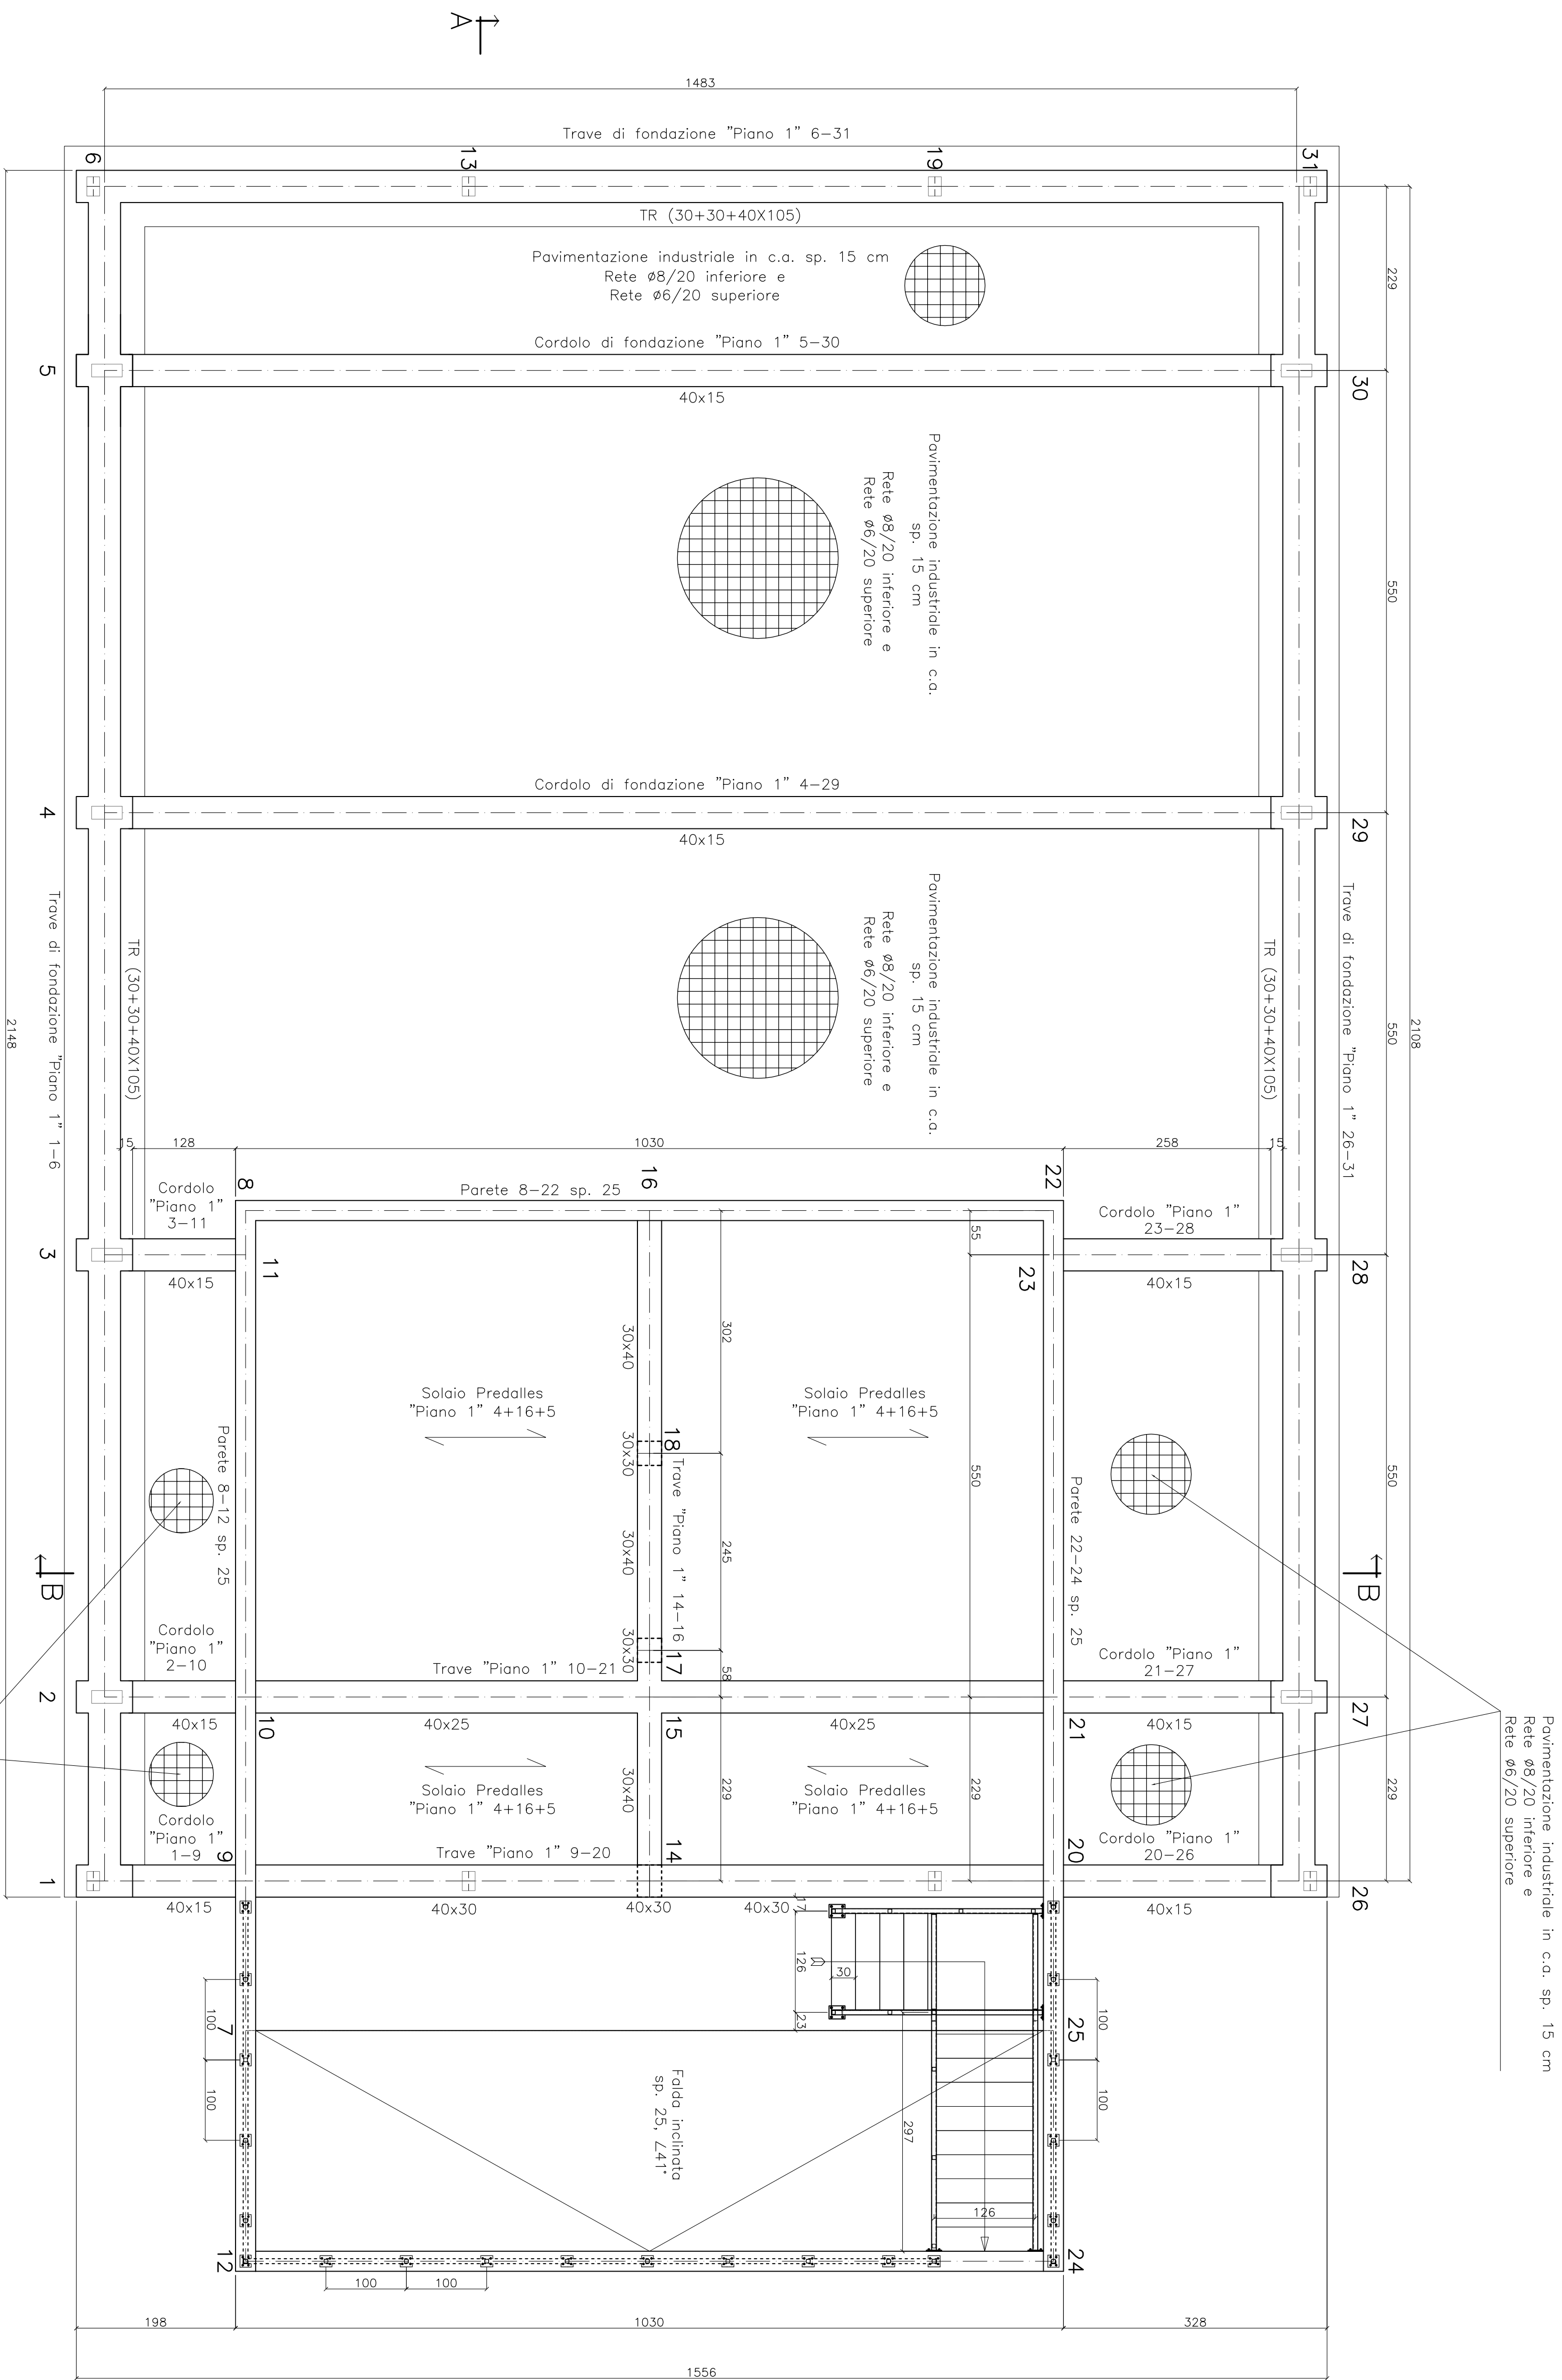 A
1483
Trave di fondazione "Piano 1" 6–31
6
13
19
31
TR (30+30+40X105)
229
Pavimentazione industriale in c.a. sp. 15 cm
Rete ø8/20 inferiore e
Rete ø6/20 superiore
Cordolo di fondazione "Piano 1" 5–30
5
30
40x15
Pavimentazione industriale in c.a.
sp. 15 cm
Rete ø8/20 inferiore e
Rete ø6/20 superiore
550
Cordolo di fondazione "Piano 1" 4–29
4
29
40x15
Pavimentazione industriale in c.a.
sp. 15 cm
Rete ø8/20 inferiore e
Rete ø6/20 superiore
Trave di fondazione "Piano 1" 1–6
TR (30+30+40X105)
TR (30+30+40X105)
Trave di fondazione "Piano 1" 26–31
550
2108
2148
15
128
1030
258
15
Cordolo
"Piano 1"
3–11
8
Parete 8–22 sp. 25
16
22
Cordolo "Piano 1"
23–28
55
3
11
23
28
40x15
40x15
302
30x40
Solaio Predalles
"Piano 1" 4+16+5
Solaio Predalles
"Piano 1" 4+16+5
18
30x30
Trave "Piano 1" 14–16
550
550
Parete 8–12 sp. 25
Parete 22–24 sp. 25
30x40
245
B
B
Cordolo
"Piano 1"
2–10
Trave "Piano 1" 10–21
30x30
17
58
Cordolo "Piano 1"
21–27
2
27
40x15
10
40x25
15
40x25
21
40x15
Pavimentazione industriale in c.a. sp. 15 cm
Rete ø8/20 inferiore e
Rete ø6/20 superiore
Solaio Predalles
"Piano 1" 4+16+5
30x40
229
Solaio Predalles
"Piano 1" 4+16+5
229
229
Cordolo
"Piano 1"
1–9
9
Trave "Piano 1" 9–20
14
20
Cordolo "Piano 1"
20–26
1
26
40x15
40x30
40x30
40x30
17
40x15
126
30
23
100
7
25
100
100
100
Falda inclinata
sp. 25, ∠41°
297
126
12
24
100
100
198
1030
328
1556